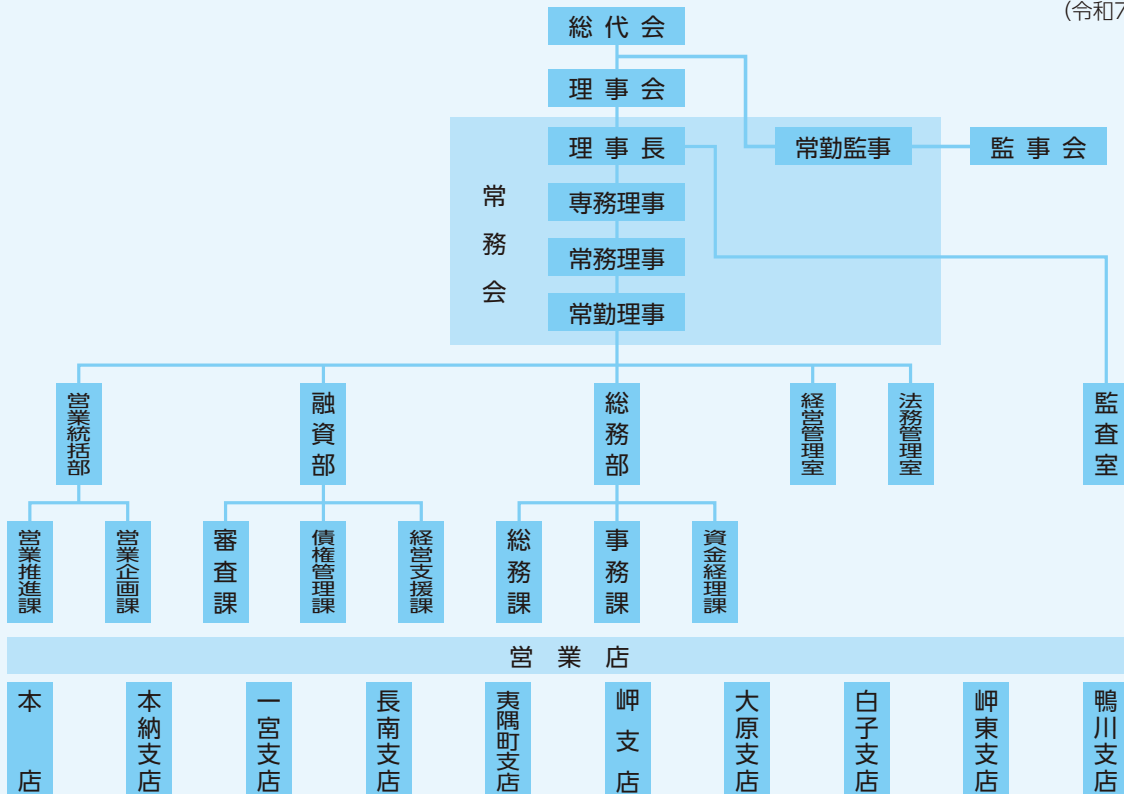 (令和7
総代会
理事会
理事長
常勤監事
監事会
常務会
専務理事
常務理事
常勤理事
営業統括部
融資部
総務部
経営管理室
法務管理室
監査室
営業推進課
営業企画課
審査課
債権管理課
経営支援課
総務課
事務課
資金経理課
営業店
本店
本納支店
一宮支店
長南支店
夷隅町支店
岬支店
大原支店
白子支店
岬東支店
鴨川支店